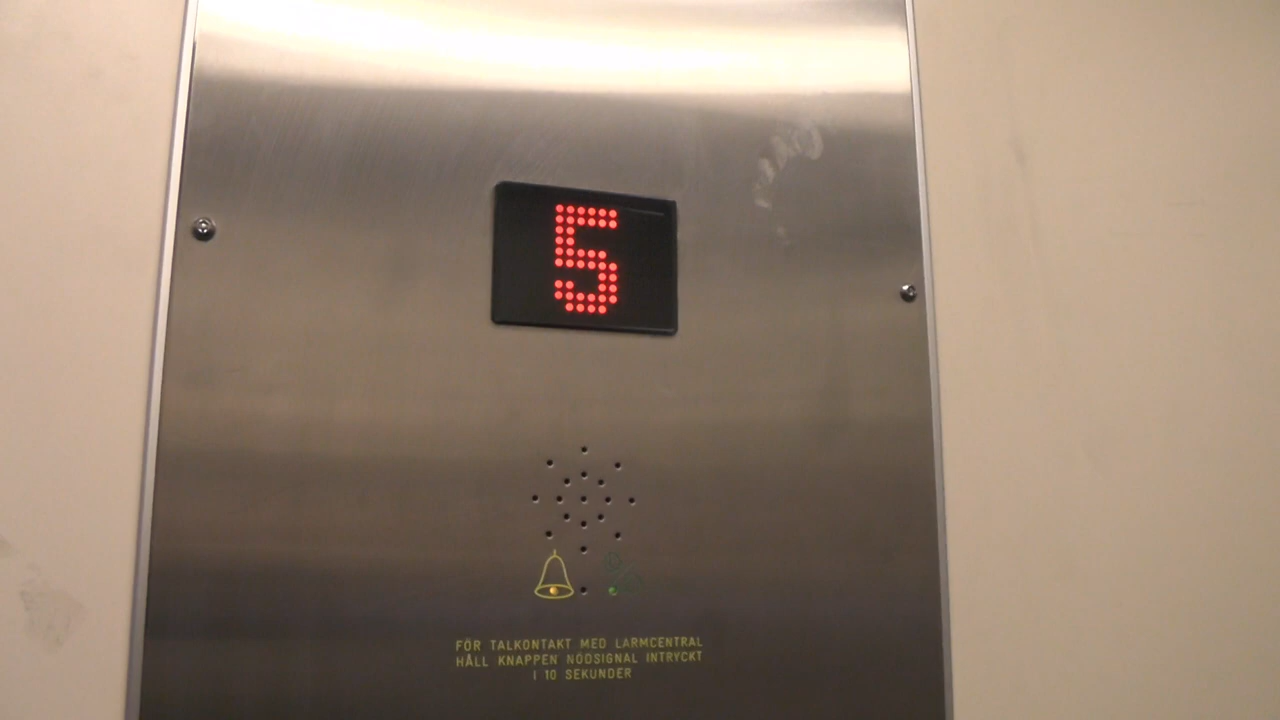 5
FÖR TALKONTAKT MED LARMCENTRAL
HÅLL KNAPPEN NÖDSIGNAL INTRYCKT
I 10 SEKUNDER